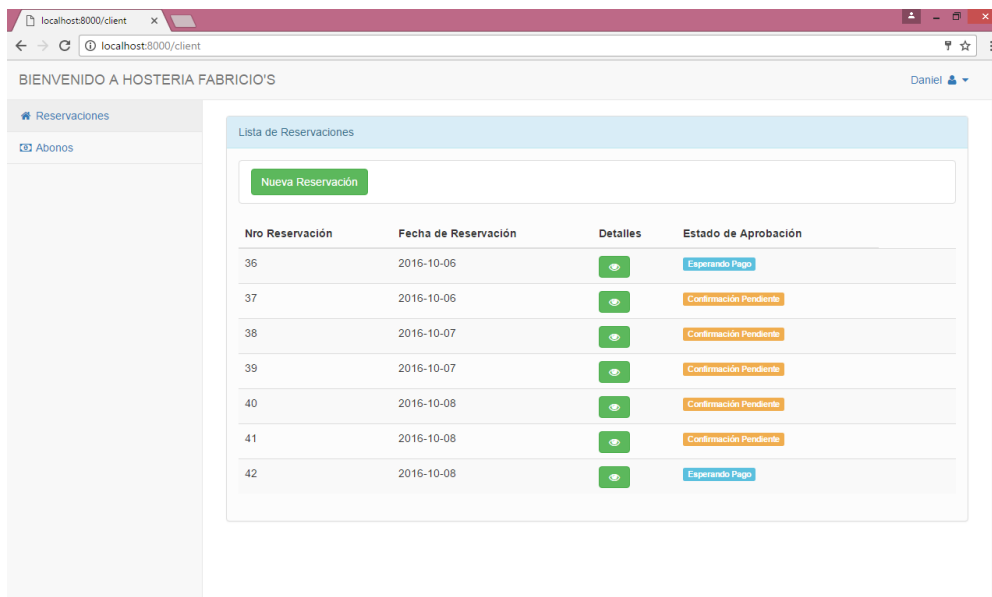 localhost:8000/client
localhost:8000/client
BIENVENIDO A HOSTERIA FABRICIO'S
Daniel
Reservaciones
Abonos
Lista de Reservaciones
Nueva Reservación
Nro Reservación Fecha de Reservación Detalles Estado de Aprobación
36 2016-10-06 Esperando Pago
37 2016-10-06 Confirmación Pendiente
38 2016-10-07 Confirmación Pendiente
39 2016-10-07 Confirmación Pendiente
40 2016-10-08 Confirmación Pendiente
41 2016-10-08 Confirmación Pendiente
42 2016-10-08 Esperando Pago